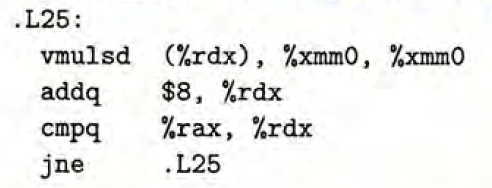 .L25:
vmulsd (%rdx), %xmm0, %xmm0
addq $8, %rdx
cmpq %rax, %rdx
jne .L25